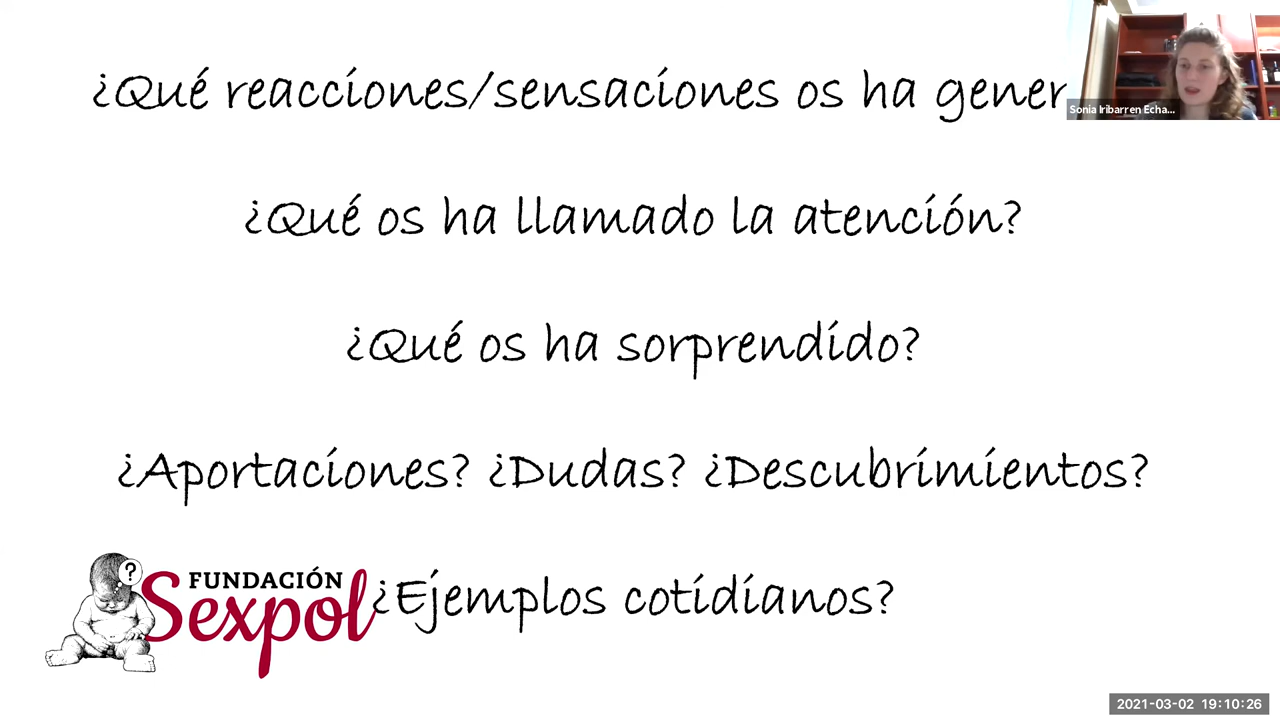 ¿Qué reacciones/sensaciones os ha gener
Sonia Iribarren Echa...
¿Qué os ha llamado la atención?
¿Qué os ha sorprendido?
¿Aportaciones? ¿Dudas? ¿Descubrimientos?
?
FUNDACIÓN
Sexpol
¿Ejemplos cotidianos?
2021-03-02 19:10:26